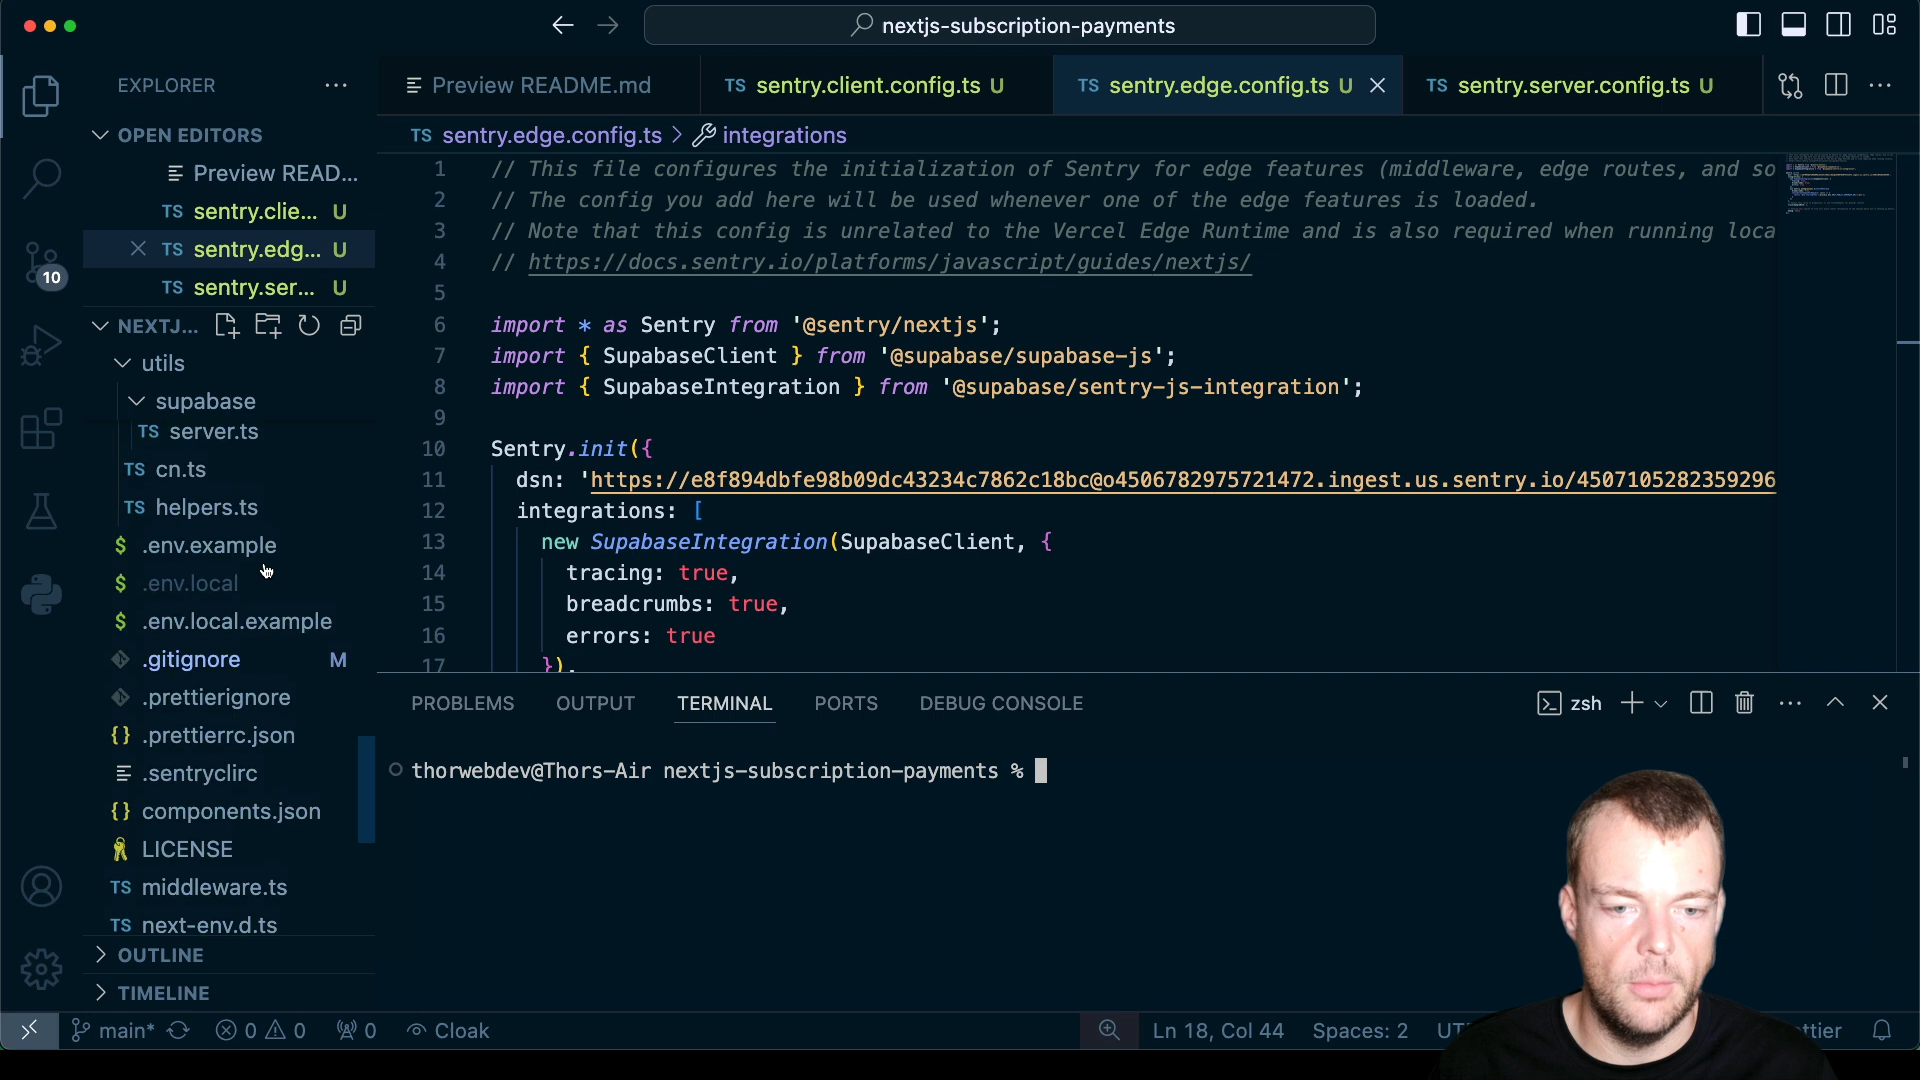 nextjs-subscription-payments
EXPLORER
OPEN EDITORS
Preview READ...
TS sentry.clie... U
TS sentry.edg... U
TS sentry.ser... U
NEXTJ...
utils
supabase
TS server.ts
TS cn.ts
TS helpers.ts
$ .env.example
$ .env.local
$ .env.local.example
.gitignore M
.prettierignore
{} .prettierrc.json
.sentryclirc
{} components.json
LICENSE
TS middleware.ts
TS next-env.d.ts
OUTLINE
TIMELINE
10
Preview README.md
TS sentry.client.config.ts U
TS sentry.edge.config.ts U
TS sentry.server.config.ts U
TS sentry.edge.config.ts > integrations
1 // This file configures the initialization of Sentry for edge features (middleware, edge routes, and so
2 // The config you add here will be used whenever one of the edge features is loaded.
3 // Note that this config is unrelated to the Vercel Edge Runtime and is also required when running loca
4 // https://docs.sentry.io/platforms/javascript/guides/nextjs/
5
6 import * as Sentry from '@sentry/nextjs';
7 import { SupabaseClient } from '@supabase/supabase-js';
8 import { SupabaseIntegration } from '@supabase/sentry-js-integration';
9
10 Sentry.init({
11 dsn: 'https://e8f894dbfe98b09dc43234c7862c18bc@o4506782975721472.ingest.us.sentry.io/4507105282359296
12 integrations: [
13 new SupabaseIntegration(SupabaseClient, {
14 tracing: true,
15 breadcrumbs: true,
16 errors: true
17 }),
PROBLEMS OUTPUT TERMINAL PORTS DEBUG CONSOLE
zsh
thorwebdev@Thors-Air nextjs-subscription-payments %
main* 0 0 0 Cloak
Ln 18, Col 44 Spaces: 2 UT
ttier